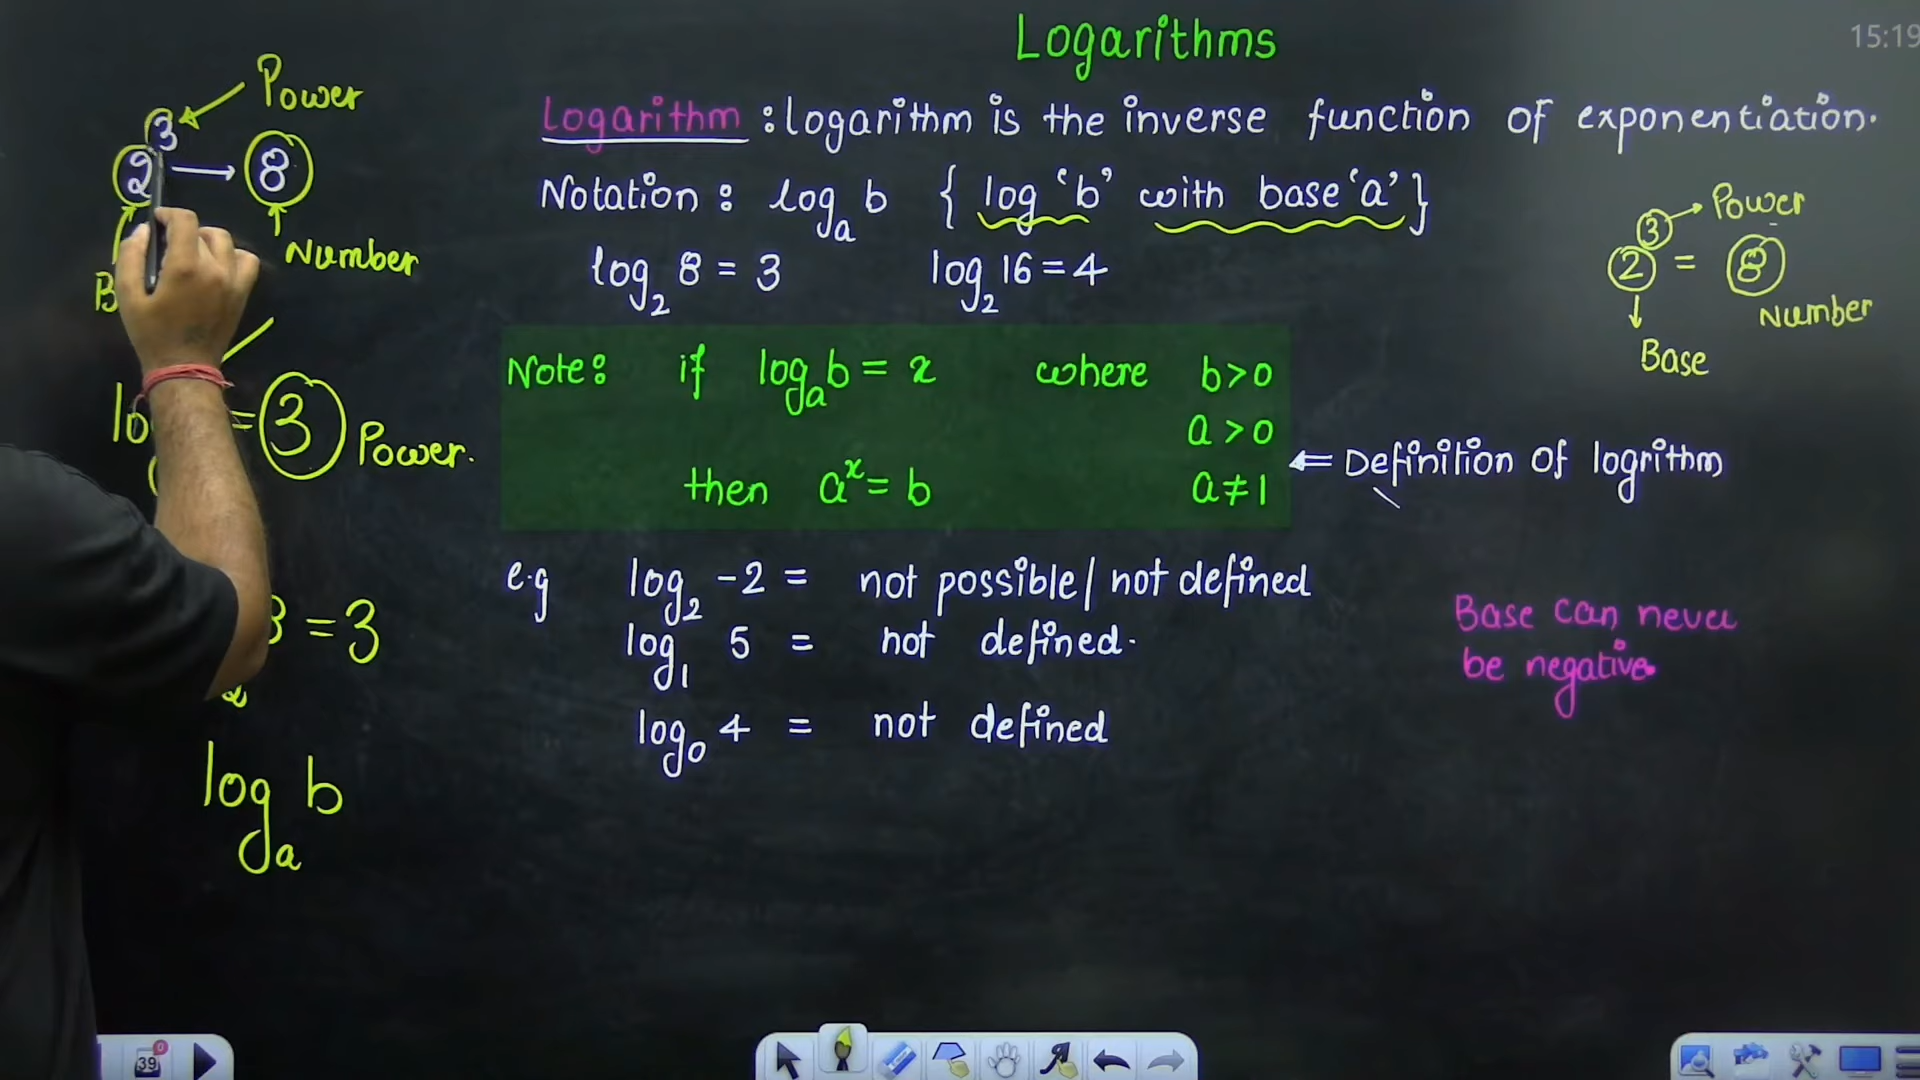 Logarithms
15:19
Logarithm : logarithm is the inverse function of exponentiation.
Notation : log_a b { log 'b' with base 'a' }
log_2 8 = 3 log_2 16 = 4
Note : if log_a b = x where b>0
a > 0
then a^x = b a ≠ 1
⇐ Definition of logrithm
e.g log_2 -2 = not possible / not defined
log_1 5 = not defined.
log_0 4 = not defined
Power
2^3 → 8
Number
= 3 Power.
= 3
log_a b
Power
2^3 = 8
Number
Base
Base can never
be negative.
39
0